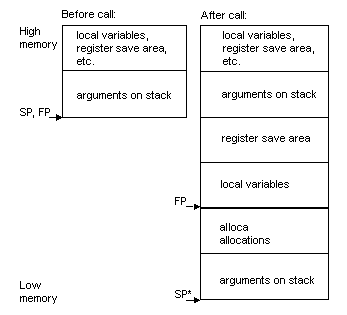 Before call:
After call:
High
memory
local variables,
register save area,
etc.
local variables,
register save area,
etc.
arguments on stack
arguments on stack
SP, FP
register save area
local variables
FP
alloca
allocations
arguments on stack
Low
memory
SP*